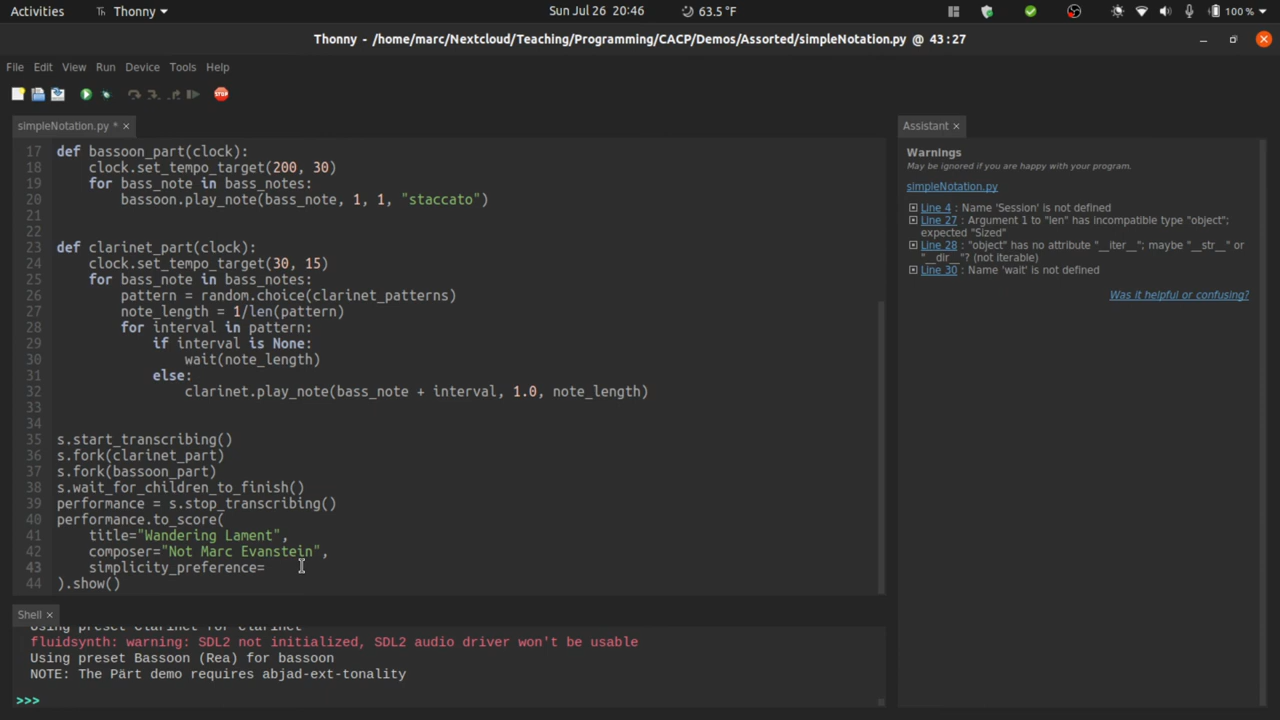 Activities
Th Thonny
Sun Jul 26 20:46
63.5 °F
100 %
Thonny - /home/marc/Nextcloud/Teaching/Programming/CACP/Demos/Assorted/simpleNotation.py @ 43:27
File Edit View Run Device Tools Help
STOP
simpleNotation.py *
17 def bassoon_part(clock):
18     clock.set_tempo_target(200, 30)
19     for bass_note in bass_notes:
20         bassoon.play_note(bass_note, 1, 1, "staccato")
21
22
23 def clarinet_part(clock):
24     clock.set_tempo_target(30, 15)
25     for bass_note in bass_notes:
26         pattern = random.choice(clarinet_patterns)
27         note_length = 1/len(pattern)
28         for interval in pattern:
29             if interval is None:
30                 wait(note_length)
31             else:
32                 clarinet.play_note(bass_note + interval, 1.0, note_length)
33
34
35 s.start_transcribing()
36 s.fork(clarinet_part)
37 s.fork(bassoon_part)
38 s.wait_for_children_to_finish()
39 performance = s.stop_transcribing()
40 performance.to_score(
41     title="Wandering Lament",
42     composer="Not Marc Evanstein",
43     simplicity_preference=
44 ).show()
Shell
Using preset Clarinet for clarinet
fluidsynth: warning: SDL2 not initialized, SDL2 audio driver won't be usable
Using preset Bassoon (Rea) for bassoon
NOTE: The Pärt demo requires abjad-ext-tonality
>>>
Assistant
Warnings
May be ignored if you are happy with your program.
simpleNotation.py
Line 4 : Name 'Session' is not defined
Line 27 : Argument 1 to "len" has incompatible type "object";
expected "Sized"
Line 28 : "object" has no attribute "__iter__"; maybe "__str__" or
"__dir__"? (not iterable)
Line 30 : Name 'wait' is not defined
Was it helpful or confusing?